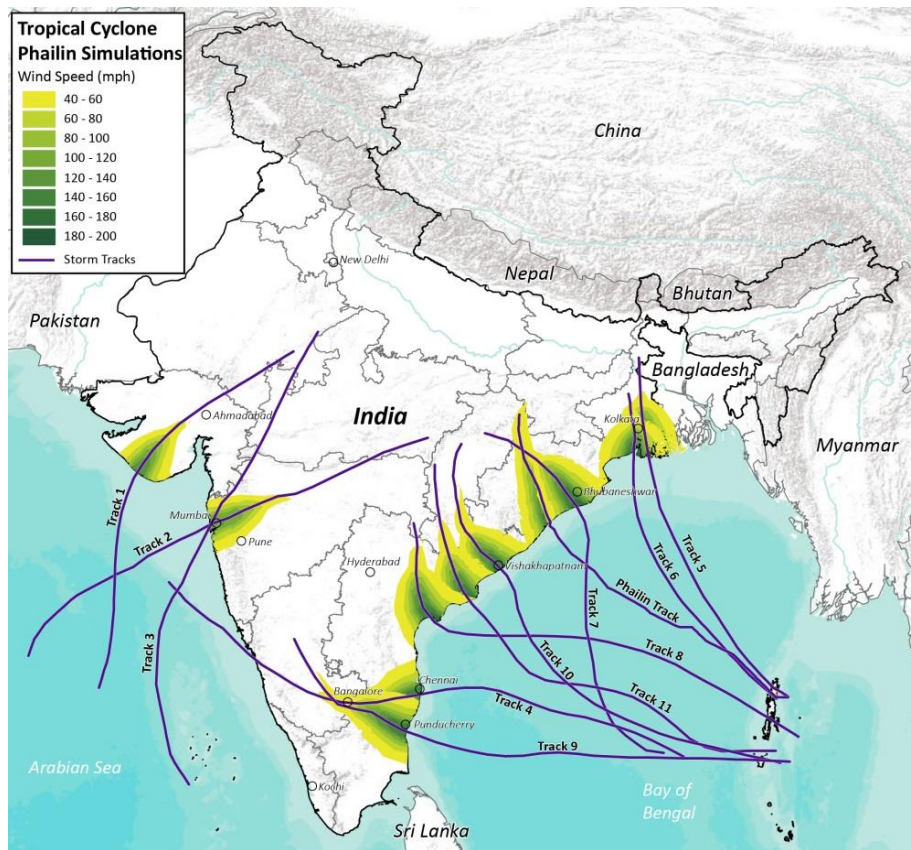 Tropical Cyclone
Phailin Simulations
Wind Speed (mph)
40 - 60
60 - 80
80 - 100
100 - 120
120 - 140
140 - 160
160 - 180
180 - 200
Storm Tracks
China
New Delhi
Nepal
Bhutan
Pakistan
Bangladesh
India
Ahmadabad
Kolkata
Myanmar
Track 1
Bhubaneshwar
Mumbai
Track 2
Pune
Hyderabad
Vishakhapatnam
Track 5
Track 6
Phailin Track
Track 7
Track 3
Track 8
Track 10
Chennai
Bangalore
Track 4
Track 11
Punducherry
Track 9
Arabian Sea
Kochi
Bay of
Bengal
Sri Lanka